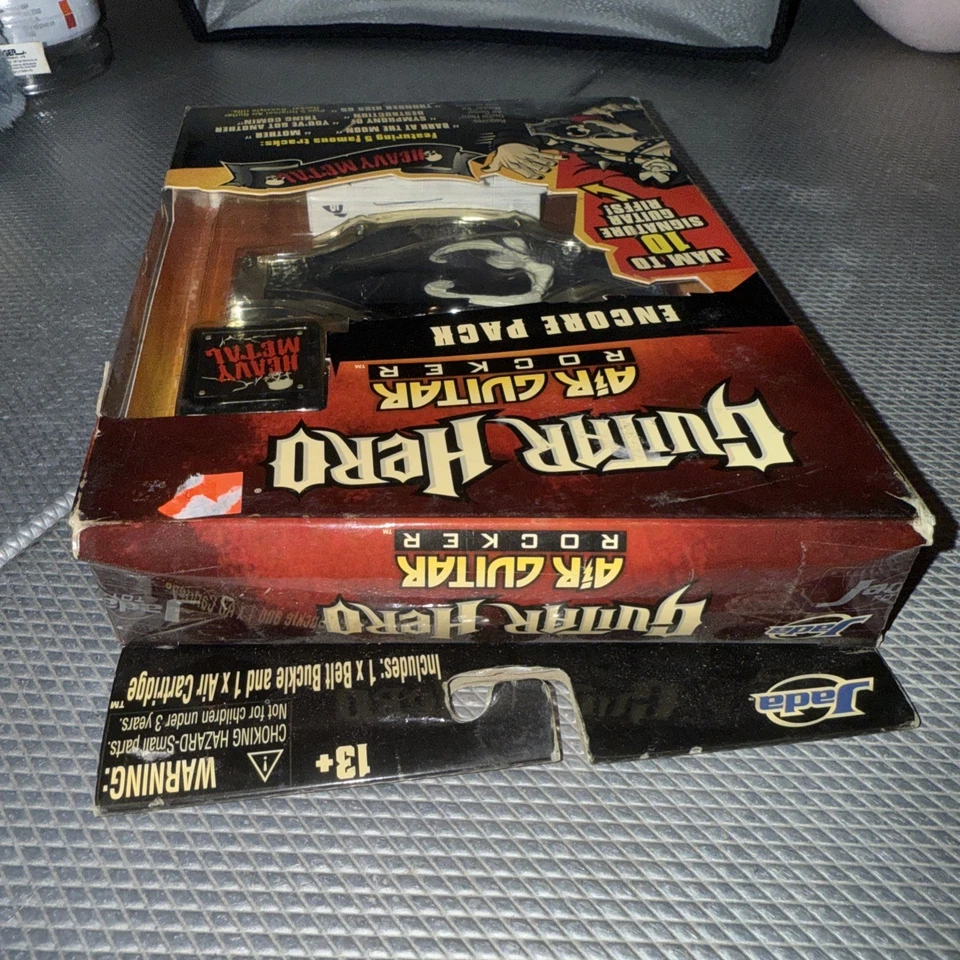 WARNING:
CHOKING HAZARD-Small parts.
Not for children under 3 years.
13+
Includes: 1 x Belt Buckle and 1 x Air Cartridge™
Jada
GUITAR HERO
AIR GUITAR
ROCKER™
Jada
GUITAR HERO
AIR GUITAR
ROCKER™
ENCORE PACK
HEAVY
METAL
JAM TO
10
SIGNATURE
GUITAR
RIFFS!
HEAVY METAL
Featuring 5 famous tracks:
"MOTHER"
"BARK AT THE MOON"
"YOU'VE GOT ANOTHER
THING COMIN'"
"SYMPHONY OF
DESTRUCTION"
"THUNDER KISS 65"